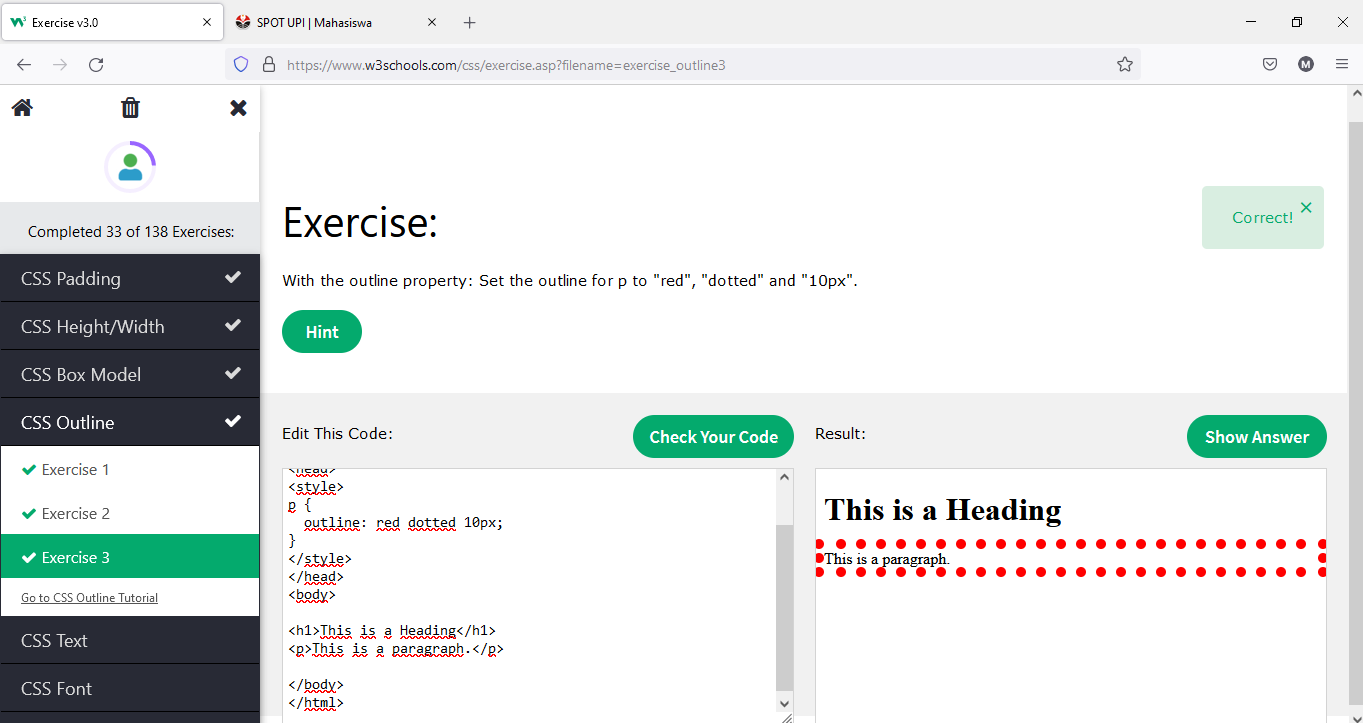 Exercise v3.0
SPOT UPI | Mahasiswa
https://www.w3schools.com/css/exercise.asp?filename=exercise_outline3
M
Completed 33 of 138 Exercises:
CSS Padding
CSS Height/Width
CSS Box Model
CSS Outline
Exercise 1
Exercise 2
Exercise 3
Go to CSS Outline Tutorial
CSS Text
CSS Font
Exercise:
Correct!
With the outline property: Set the outline for p to "red", "dotted" and "10px".
Hint
Edit This Code:
Check Your Code
<head>
<style>
p {
outline: red dotted 10px;
}
</style>
</head>
<body>
<h1>This is a Heading</h1>
<p>This is a paragraph.</p>
</body>
</html>
Result:
Show Answer
This is a Heading
This is a paragraph.